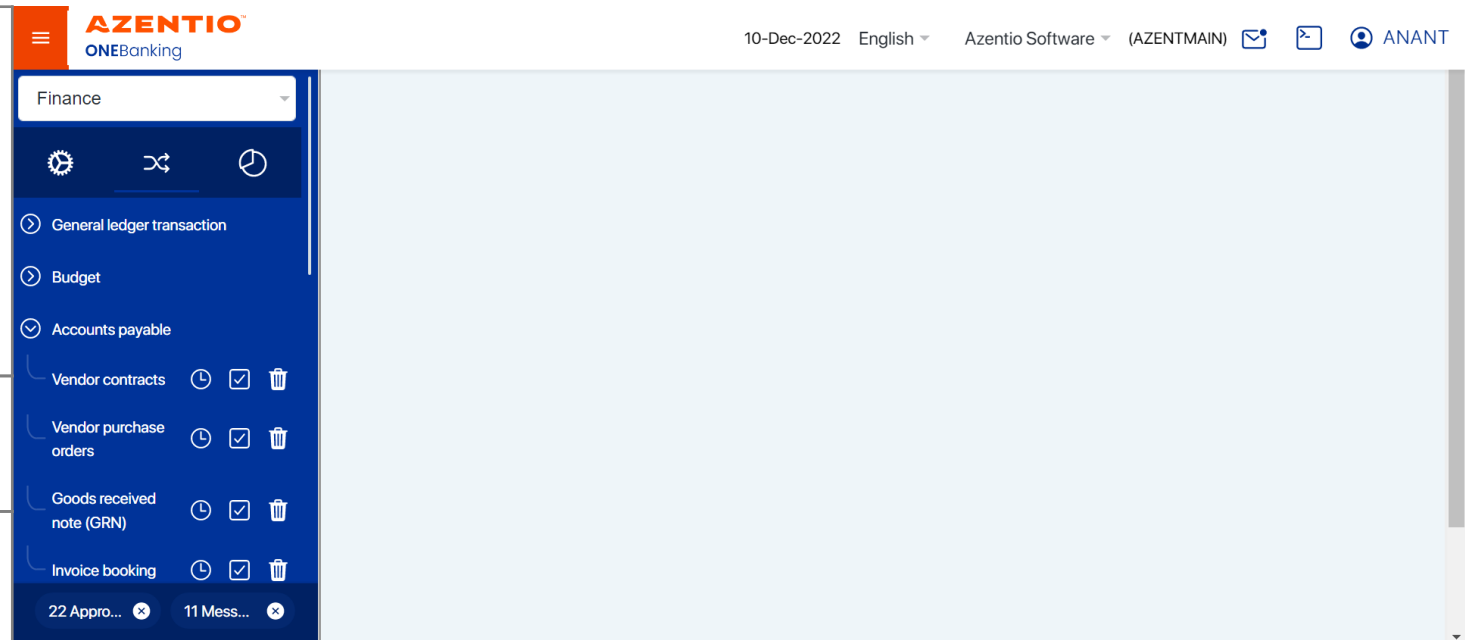 AZENTIO
ONEBanking
10-Dec-2022 English Azentio Software (AZENTMAIN) ANANT
Finance
General ledger transaction
Budget
Accounts payable
Vendor contracts
Vendor purchase
orders
Goods received
note (GRN)
Invoice booking
22 Appro... 11 Mess...